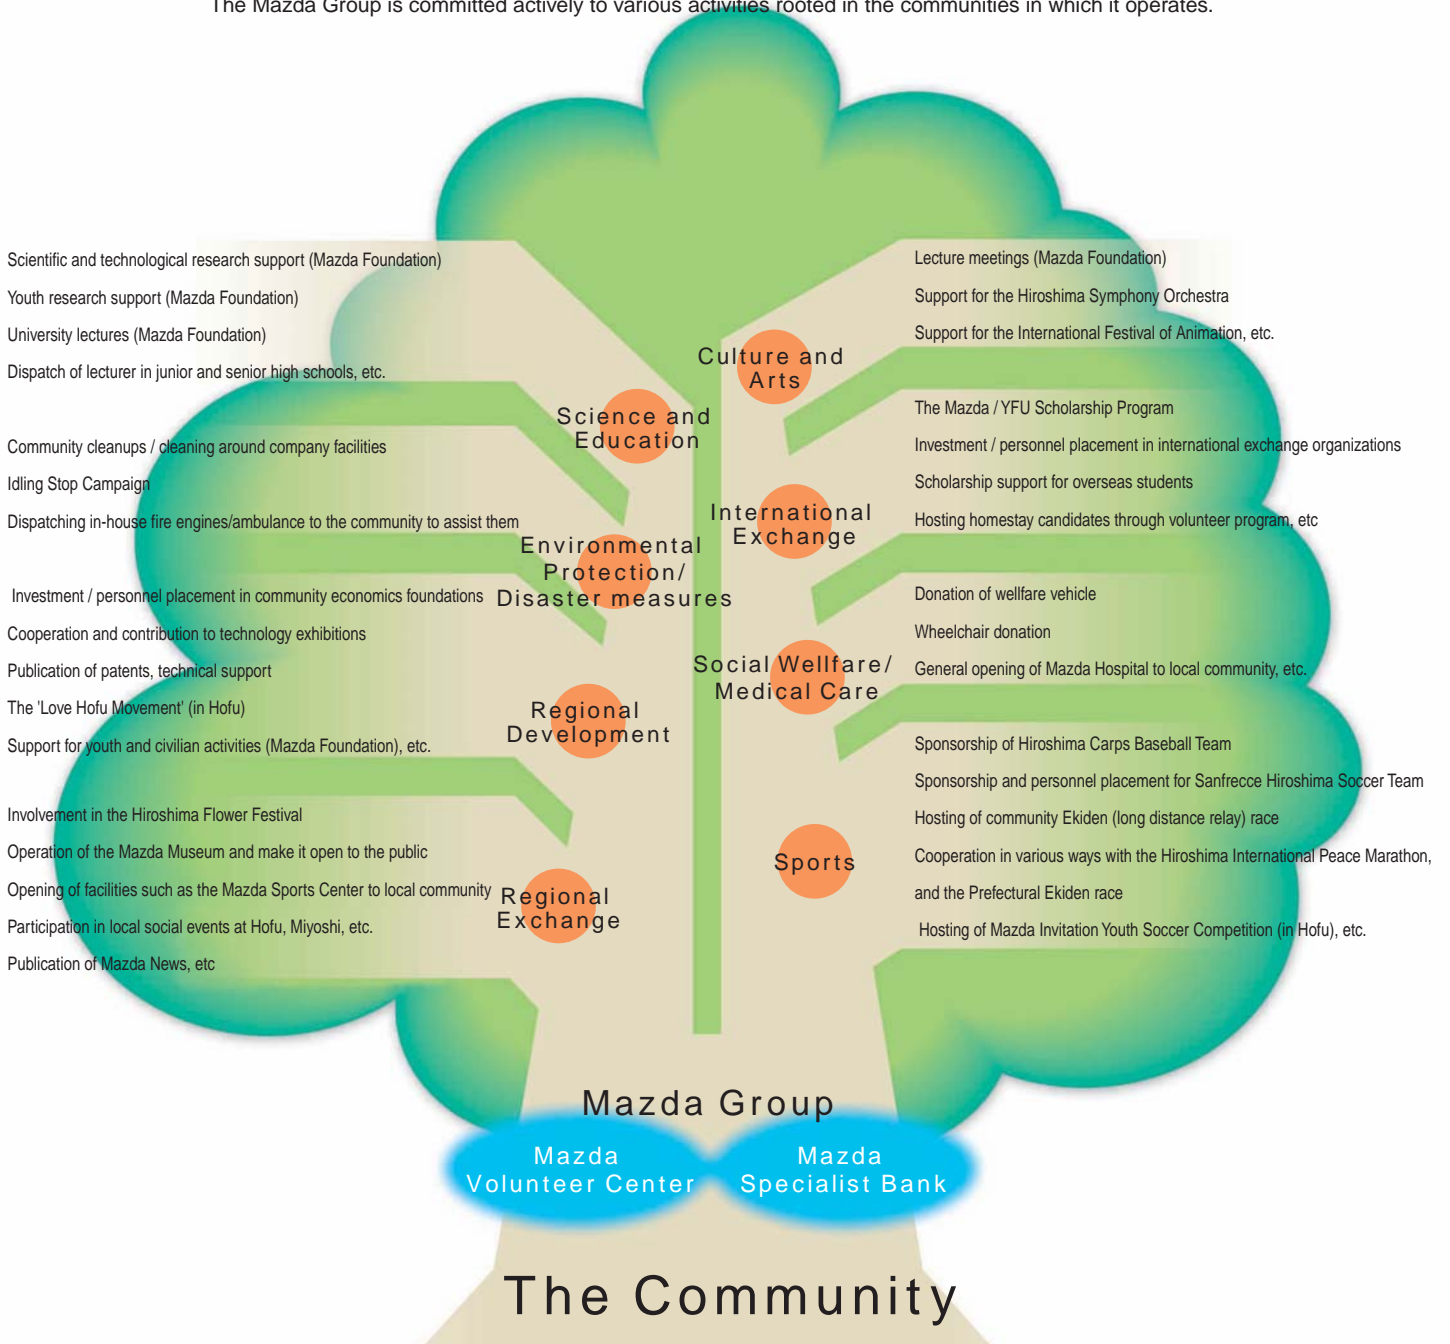 The Mazda Group is committed actively to various activities rooted in the communities in which it operates.
Scientific and technological research support (Mazda Foundation)
Youth research support (Mazda Foundation)
University lectures (Mazda Foundation)
Dispatch of lecturer in junior and senior high schools, etc.
Science and
Education
Community cleanups / cleaning around company facilities
Idling Stop Campaign
Dispatching in-house fire engines/ambulance to the community to assist them
Environmental
Protection/
Disaster measures
Investment / personnel placement in community economics foundations
Cooperation and contribution to technology exhibitions
Publication of patents, technical support
The 'Love Hofu Movement' (in Hofu)
Support for youth and civilian activities (Mazda Foundation), etc.
Regional
Development
Involvement in the Hiroshima Flower Festival
Operation of the Mazda Museum and make it open to the public
Opening of facilities such as the Mazda Sports Center to local community
Participation in local social events at Hofu, Miyoshi, etc.
Publication of Mazda News, etc
Regional
Exchange
Lecture meetings (Mazda Foundation)
Support for the Hiroshima Symphony Orchestra
Support for the International Festival of Animation, etc.
Culture and
Arts
The Mazda / YFU Scholarship Program
Investment / personnel placement in international exchange organizations
Scholarship support for overseas students
Hosting homestay candidates through volunteer program, etc
International
Exchange
Donation of wellfare vehicle
Wheelchair donation
General opening of Mazda Hospital to local community, etc.
Social Wellfare/
Medical Care
Sponsorship of Hiroshima Carps Baseball Team
Sponsorship and personnel placement for Sanfrecce Hiroshima Soccer Team
Hosting of community Ekiden (long distance relay) race
Cooperation in various ways with the Hiroshima International Peace Marathon,
and the Prefectural Ekiden race
Hosting of Mazda Invitation Youth Soccer Competition (in Hofu), etc.
Sports
Mazda Group
Mazda
Volunteer Center
Mazda
Specialist Bank
The Community